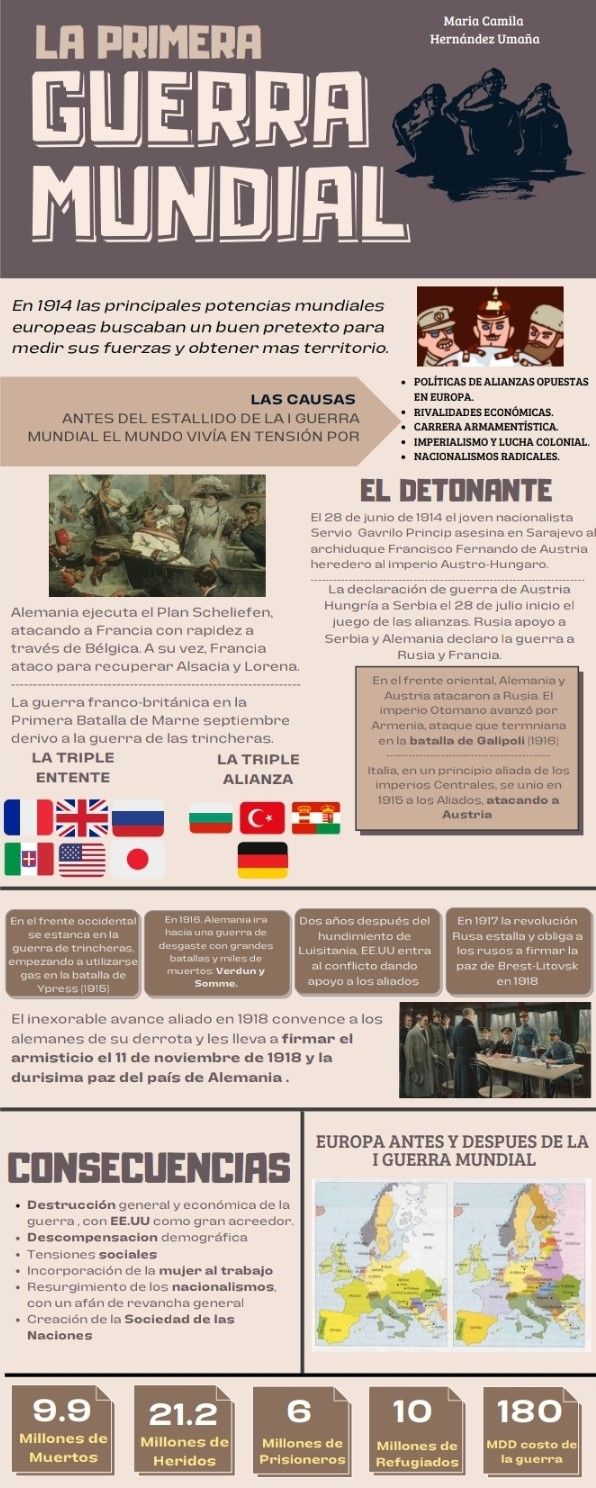 Maria Camila
Hernández Umaña
LA PRIMERA
GUERRA
MUNDIAL
En 1914 las principales potencias mundiales
europeas buscaban un buen pretexto para
medir sus fuerzas y obtener mas territorio.
LAS CAUSAS
ANTES DEL ESTALLIDO DE LA I GUERRA
MUNDIAL EL MUNDO VIVÍA EN TENSIÓN POR
• POLÍTICAS DE ALIANZAS OPUESTAS
EN EUROPA.
• RIVALIDADES ECONÓMICAS.
• CARRERA ARMAMENTÍSTICA.
• IMPERIALISMO Y LUCHA COLONIAL.
• NACIONALISMOS RADICALES.
EL DETONANTE
El 28 de junio de 1914 el joven nacionalista
Servio Gavrilo Princip asesina en Sarajevo al
archiduque Francisco Fernando de Austria
heredero al imperio Austro-Hungaro.
La declaración de guerra de Austria
Hungría a Serbia el 28 de julio inicio el
juego de las alianzas. Rusia apoyo a
Serbia y Alemania declaro la guerra a
Rusia y Francia.
Alemania ejecuta el Plan Scheliefen,
atacando a Francia con rapidez a
través de Bélgica. A su vez, Francia
ataco para recuperar Alsacia y Lorena.
La guerra franco-británica en la
Primera Batalla de Marne septiembre
derivo a la guerra de las trincheras.
En el frente oriental, Alemania y
Austria atacaron a Rusia. El
imperio Otomano avanzó por
Armenia, ataque que termniana
en la batalla de Galipoli (1916)
Italia, en un principio aliada de los
imperios Centrales, se unio en
1915 a los Aliados, atacando a
Austria
LA TRIPLE
ENTENTE
LA TRIPLE
ALIANZA
En el frente occidental
se estanca en la
guerra de trincheras,
empezando a utilizarse
gas en la batalla de
Ypress (1915)
En 1916, Alemania ira
hacia una guerra de
desgaste con grandes
batallas y miles de
muertos: Verdun y
Somme.
Dos años después del
hundimiento de
Luisitania, EE.UU entra
al conflicto dando
apoyo a los aliados
En 1917 la revolución
Rusa estalla y obliga a
los rusos a firmar la
paz de Brest-Litovsk
en 1918
El inexorable avance aliado en 1918 convence a los
alemanes de su derrota y les lleva a firmar el
armisticio el 11 de noviembre de 1918 y la
durisima paz del país de Alemania .
CONSECUENCIAS
• Destrucción general y económica de la
guerra , con EE.UU como gran acreedor.
• Descompensacion demográfica
• Tensiones sociales
• Incorporación de la mujer al trabajo
• Resurgimiento de los nacionalismos,
con un afán de revancha general
• Creación de la Sociedad de las
Naciones
EUROPA ANTES Y DESPUES DE LA
I GUERRA MUNDIAL
9.9
Millones de
Muertos
21.2
Millones de
Heridos
6
Millones de
Prisioneros
10
Millones de
Refugiados
180
MDD costo de
la guerra